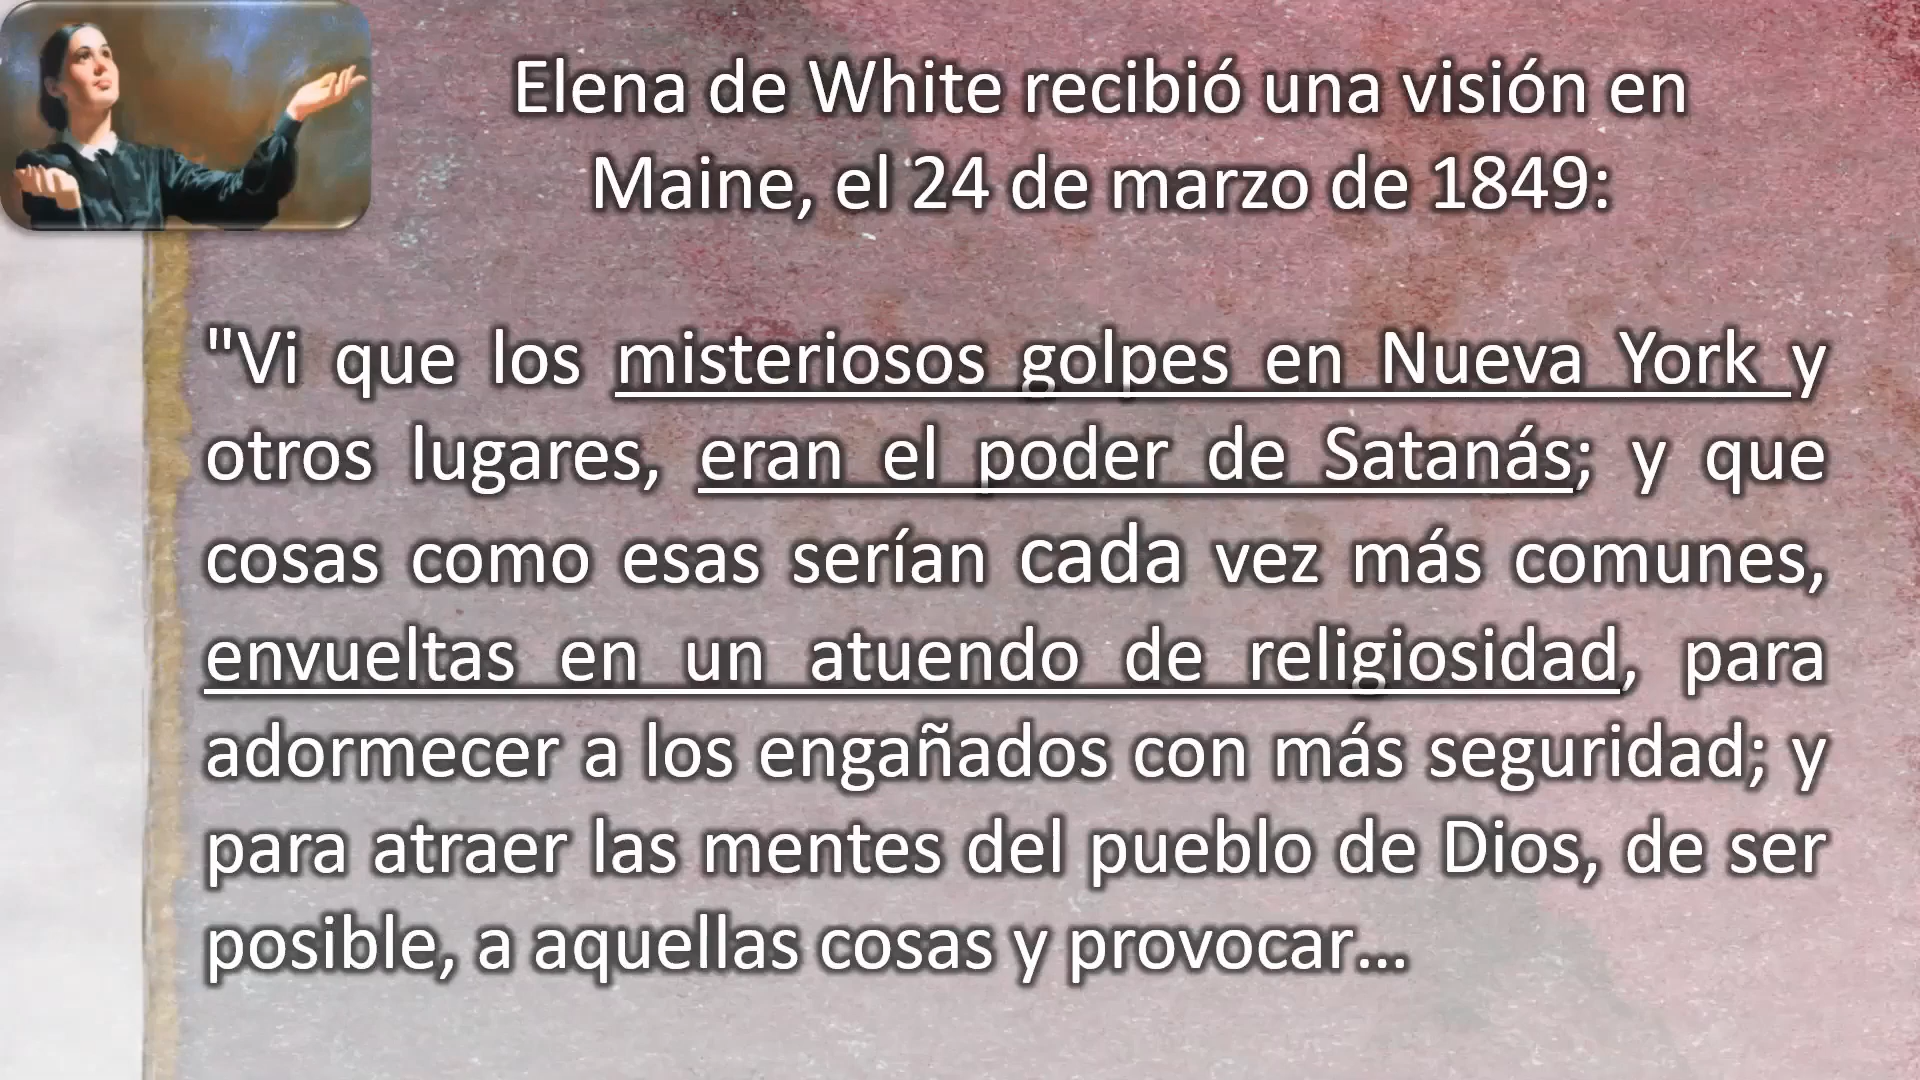 Elena de White recibió una visión en
Maine, el 24 de marzo de 1849:
"Vi que los misteriosos golpes en Nueva York y
otros lugares, eran el poder de Satanás; y que
cosas como esas serían cada vez más comunes,
envueltas en un atuendo de religiosidad, para
adormecer a los engañados con más seguridad; y
para atraer las mentes del pueblo de Dios, de ser
posible, a aquellas cosas y provocar...